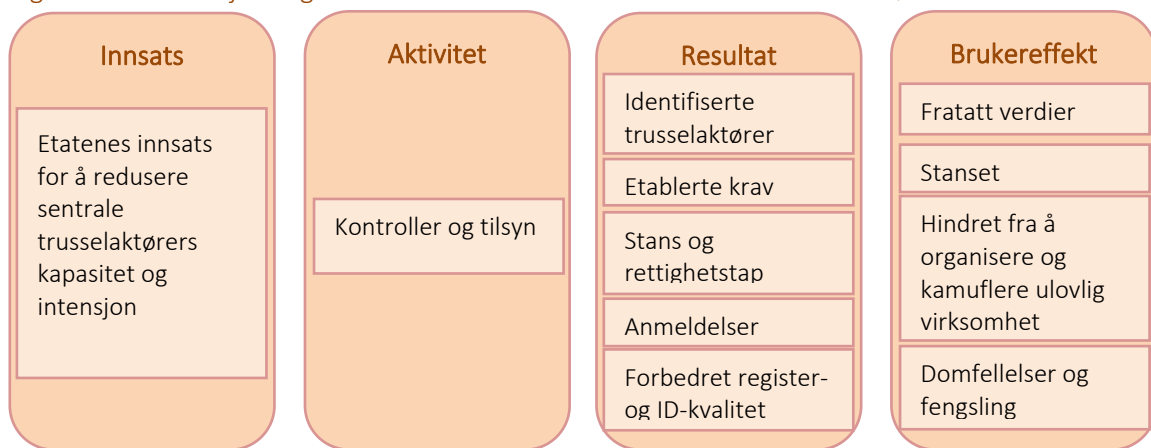 Innsats
Etatenes innsats
for å redusere
sentrale
trusselaktørers
kapasitet og
intensjon
Aktivitet
Kontroller og tilsyn
Resultat
Identifiserte
trusselaktører
Etablerte krav
Stans og
rettighetstap
Anmeldelser
Forbedret register-
og ID-kvalitet
Brukereffekt
Fratatt verdier
Stanset
Hindret fra å
organisere og
kamuflere ulovlig
virksomhet
Domfellelser og
fengsling